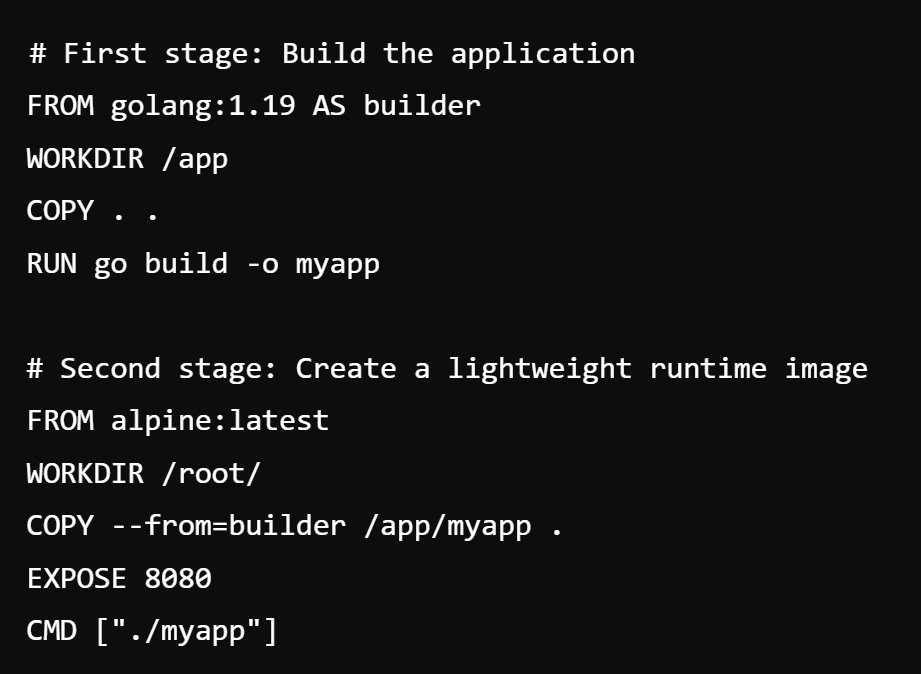 # First stage: Build the application
FROM golang:1.19 AS builder
WORKDIR /app
COPY . .
RUN go build -o myapp
# Second stage: Create a lightweight runtime image
FROM alpine:latest
WORKDIR /root/
COPY --from=builder /app/myapp .
EXPOSE 8080
CMD ["./myapp"]